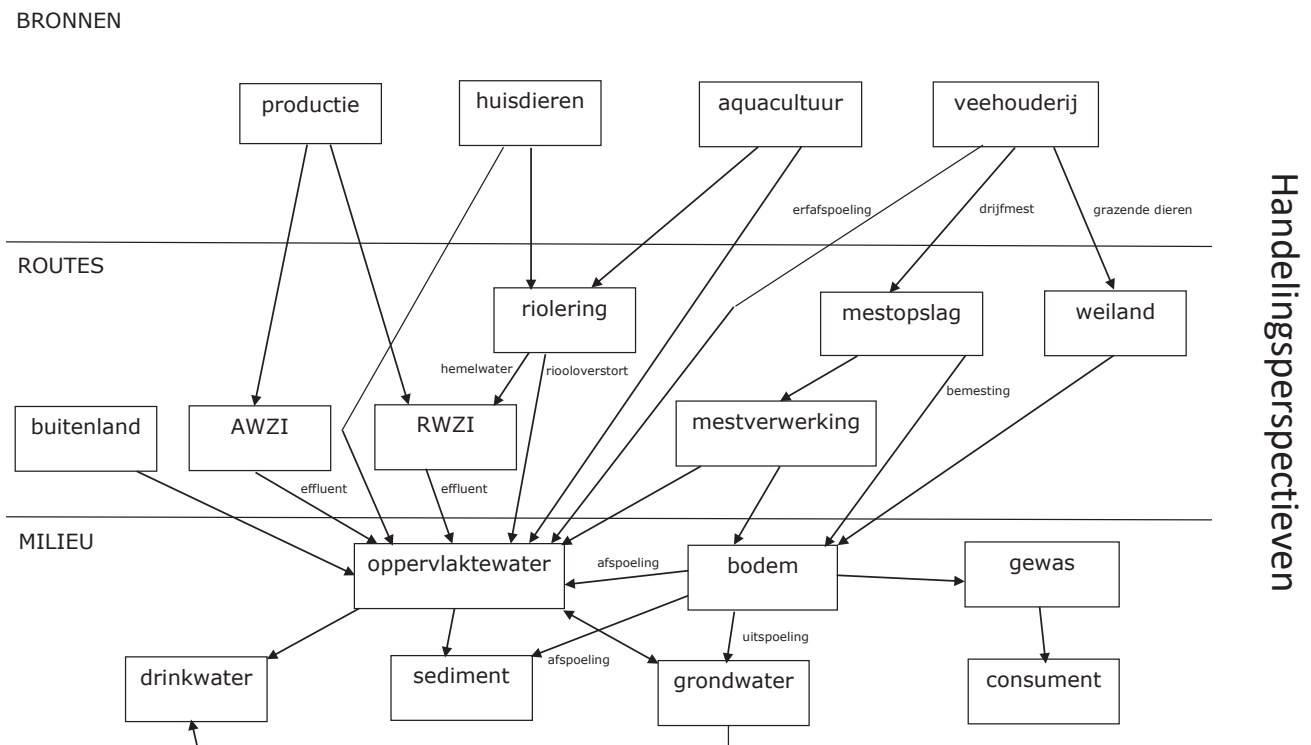 BRONNEN
productie
huisdieren
aquacultuur
veehouderij
erfafspoeling
drijfmest
grazende dieren
ROUTES
riolering
mestopslag
weiland
hemelwater
riooloverstort
bemesting
buitenland
AWZI
RWZI
mestverwerking
effluent
effluent
MILIEU
oppervlaktewater
afspoeling
bodem
gewas
uitspoeling
afspoeling
drinkwater
sediment
grondwater
consument
Handelingsperspectieven